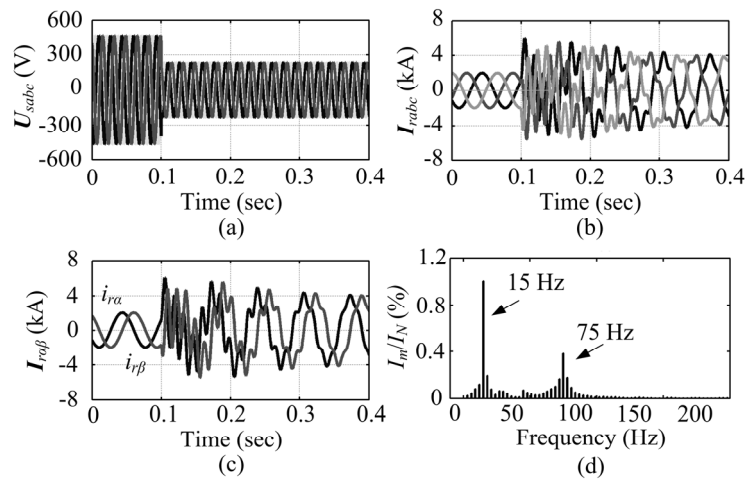 600
300
0
-300
-600
U_sabc (V)
0 0.1 0.2 0.3 0.4
Time (sec)
(a)
8
4
0
-4
-8
I_rabc (kA)
0 0.1 0.2 0.3 0.4
Time (sec)
(b)
8
4
0
-4
-8
I_rαβ (kA)
i_rα
i_rβ
0 0.1 0.2 0.3 0.4
Time (sec)
(c)
1.2
0.8
0.4
0
I_m/I_N (%)
15 Hz
75 Hz
0 50 100 150 200
Frequency (Hz)
(d)